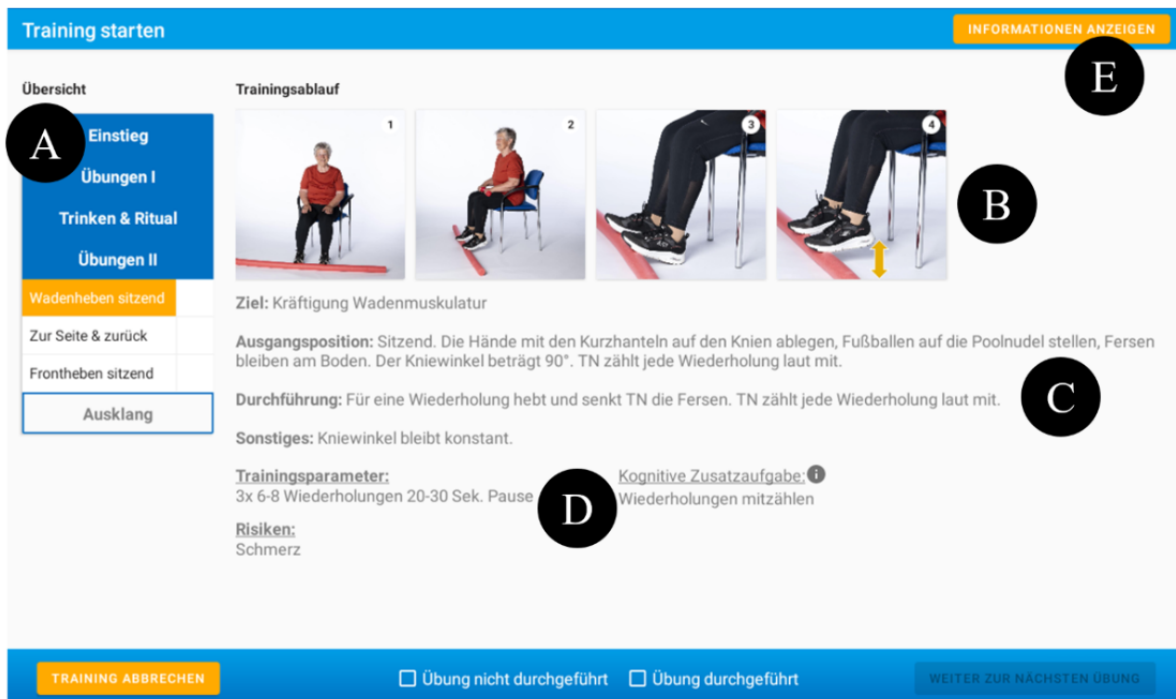 Training starten
INFORMATIONEN ANZEIGEN
E
Übersicht
A
Einstieg
Übungen I
Trinken & Ritual
Übungen II
Wadenheben sitzend
Zur Seite & zurück
Frontheben sitzend
Ausklang
Trainingsablauf
1
2
3
4
B
Ziel: Kräftigung Wadenmuskulatur
Ausgangsposition: Sitzend. Die Hände mit den Kurzhanteln auf den Knien ablegen, Fußballen auf die Poolnudel stellen, Fersen
bleiben am Boden. Der Kniewinkel beträgt 90°. TN zählt jede Wiederholung laut mit.
Durchführung: Für eine Wiederholung hebt und senkt TN die Fersen. TN zählt jede Wiederholung laut mit.
C
Sonstiges: Kniewinkel bleibt konstant.
Trainingsparameter:
3x 6-8 Wiederholungen 20-30 Sek. Pause
D
Kognitive Zusatzaufgabe: i
Wiederholungen mitzählen
Risiken:
Schmerz
TRAINING ABBRECHEN
Übung nicht durchgeführt
Übung durchgeführt
WEITER ZUR NÄCHSTEN ÜBUNG